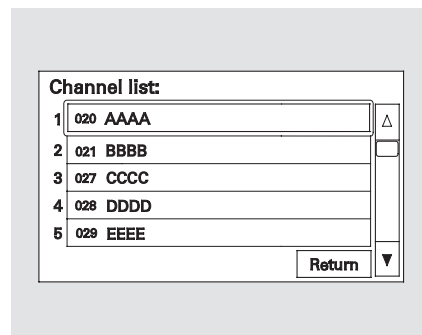 Channel list:
1 020 AAAA
2 021 BBBB
3 027 CCCC
4 028 DDDD
5 029 EEEE
Return